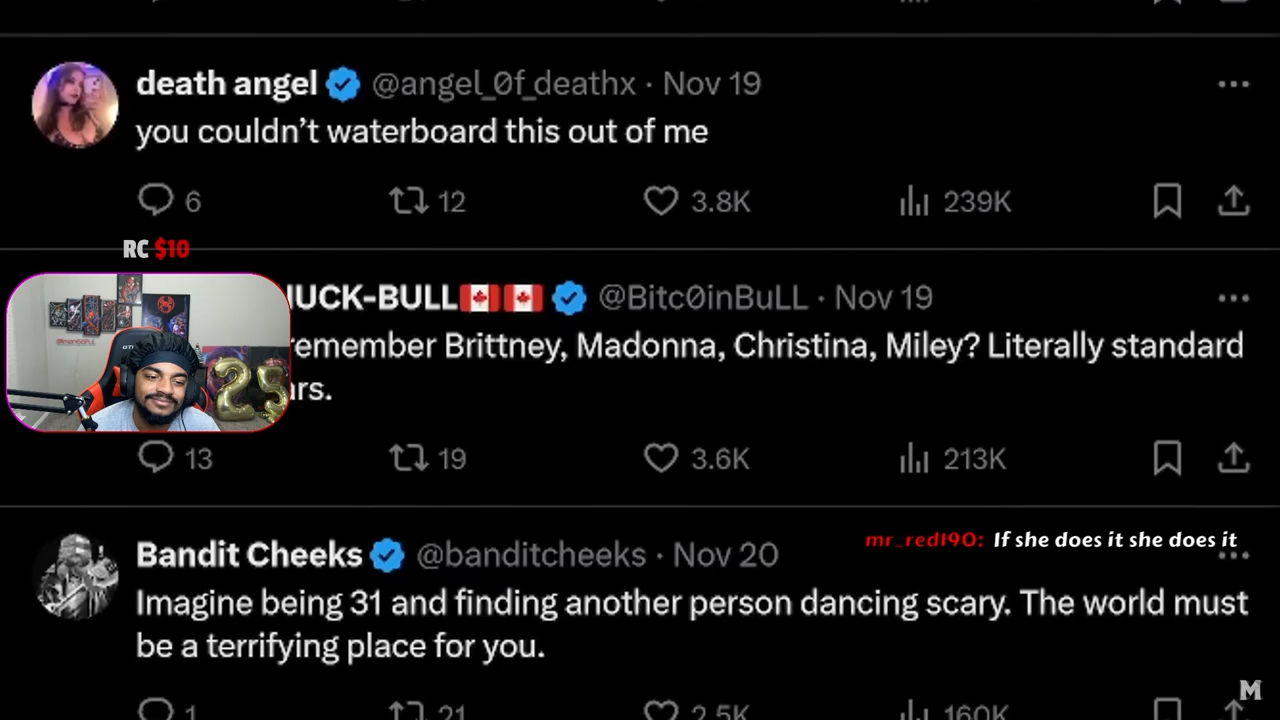 death angel @angel_0f_deathx · Nov 19
you couldn't waterboard this out of me
6 12 3.8K 239K
RC $10
UCK-BULL🇨🇦🇨🇦 @Bitc0inBuLL · Nov 19
remember Brittney, Madonna, Christina, Miley? Literally standard
rs.
25
13 19 3.6K 213K
mr_red190: If she does it she does it
Bandit Cheeks @banditcheeks · Nov 20
Imagine being 31 and finding another person dancing scary. The world must
be a terrifying place for you.
1 21 2.5K 160K
M